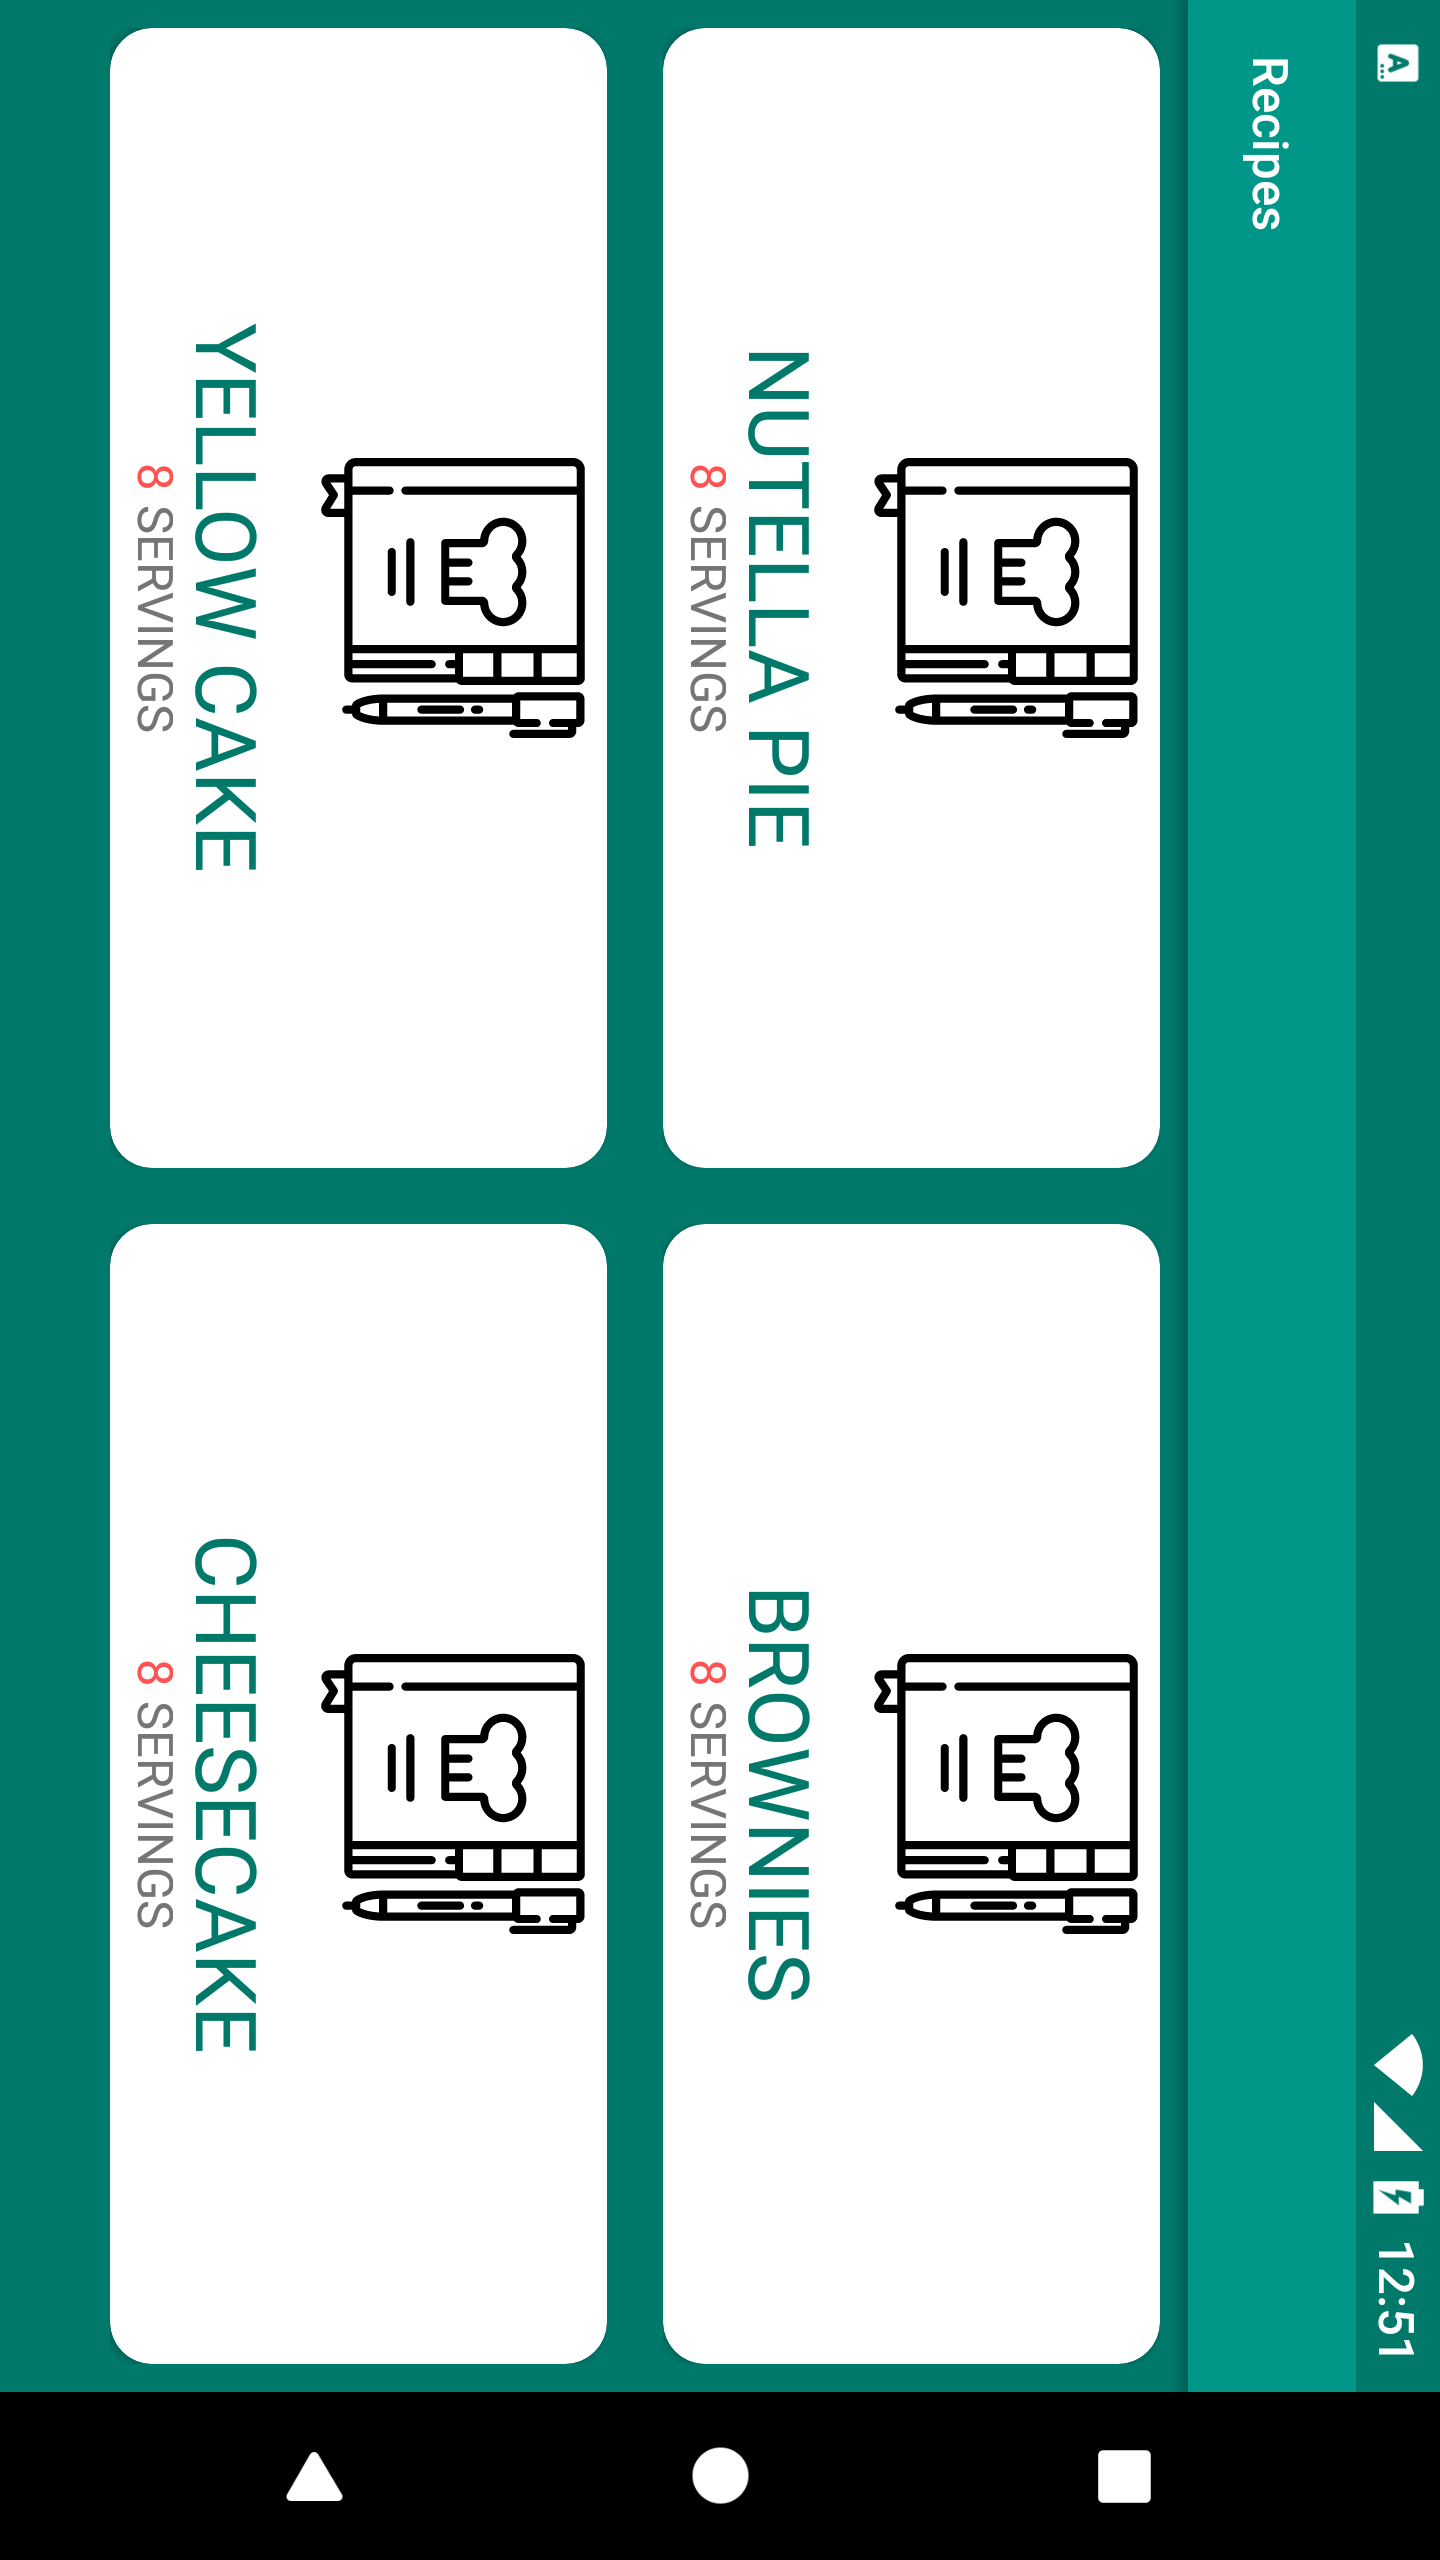 12:51
Recipes
NUTELLA PIE
8 SERVINGS
BROWNIES
8 SERVINGS
YELLOW CAKE
8 SERVINGS
CHEESECAKE
8 SERVINGS